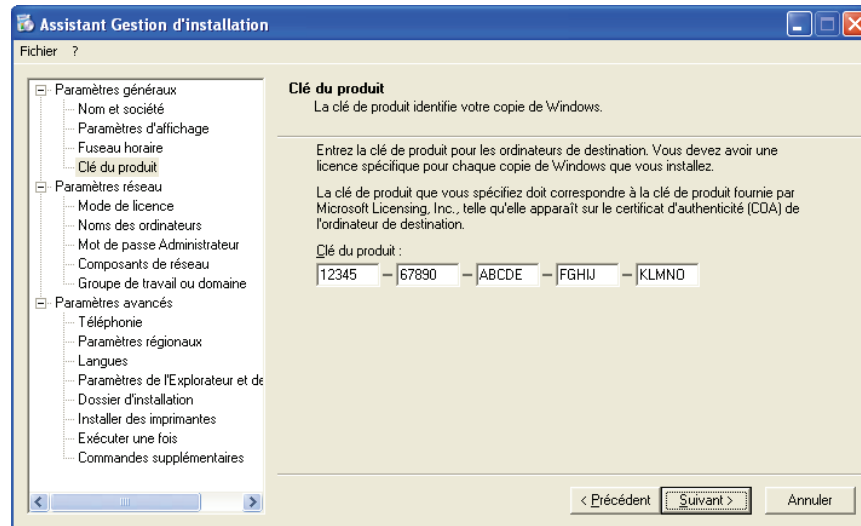 Assistant Gestion d'installation
Fichier ?
Paramètres généraux
Nom et société
Paramètres d'affichage
Fuseau horaire
Clé du produit
Paramètres réseau
Mode de licence
Noms des ordinateurs
Mot de passe Administrateur
Composants de réseau
Groupe de travail ou domaine
Paramètres avancés
Téléphonie
Paramètres régionaux
Langues
Paramètres de l'Explorateur et de
Dossier d'installation
Installer des imprimantes
Exécuter une fois
Commandes supplémentaires
Clé du produit
La clé de produit identifie votre copie de Windows.
Entrez la clé de produit pour les ordinateurs de destination. Vous devez avoir une
licence spécifique pour chaque copie de Windows que vous installez.
La clé de produit que vous spécifiez doit correspondre à la clé de produit fournie par
Microsoft Licensing, Inc., telle qu'elle apparaît sur le certificat d'authenticité (COA) de
l'ordinateur de destination.
Clé du produit :
12345 – 67890 – ABCDE – FGHIJ – KLMNO
< Précédent Suivant > Annuler